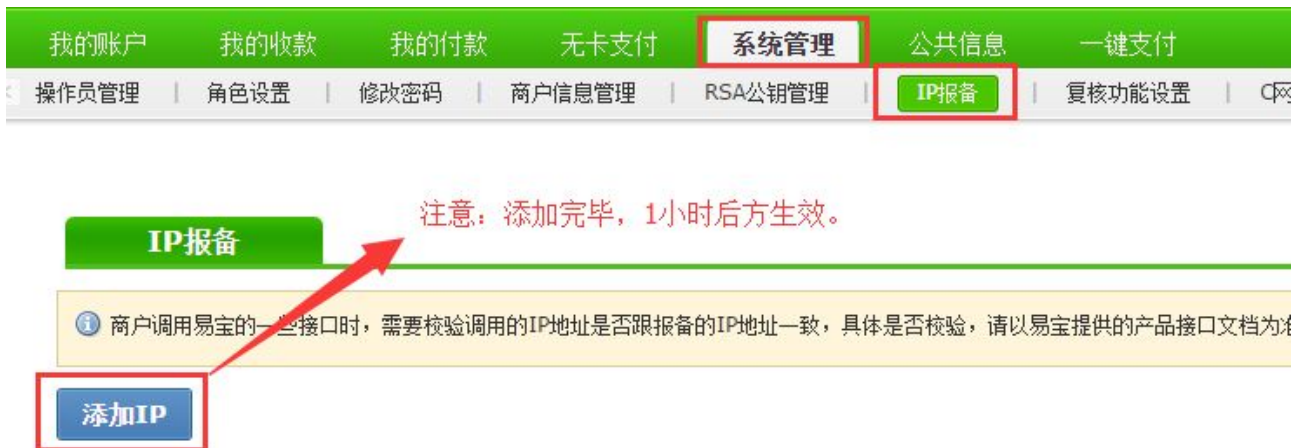 我的账户 我的收款 我的付款 无卡支付 系统管理 公共信息 一键支付
操作员管理 | 角色设置 | 修改密码 | 商户信息管理 | RSA公钥管理 | IP报备 | 复核功能设置 | C网
注意：添加完毕，1小时后方生效。
IP报备
商户调用易宝的一些接口时，需要校验调用的IP地址是否跟报备的IP地址一致，具体是否校验，请以易宝提供的产品接口文档为准
添加IP